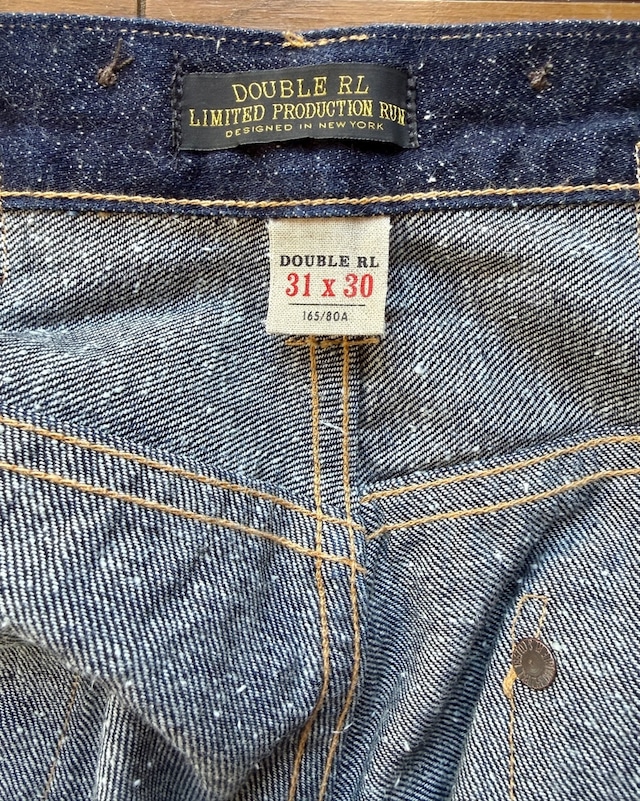 DOUBLE RL
LIMITED PRODUCTION RUN
DESIGNED IN NEW YORK
DOUBLE RL
31 x 30
165/80A